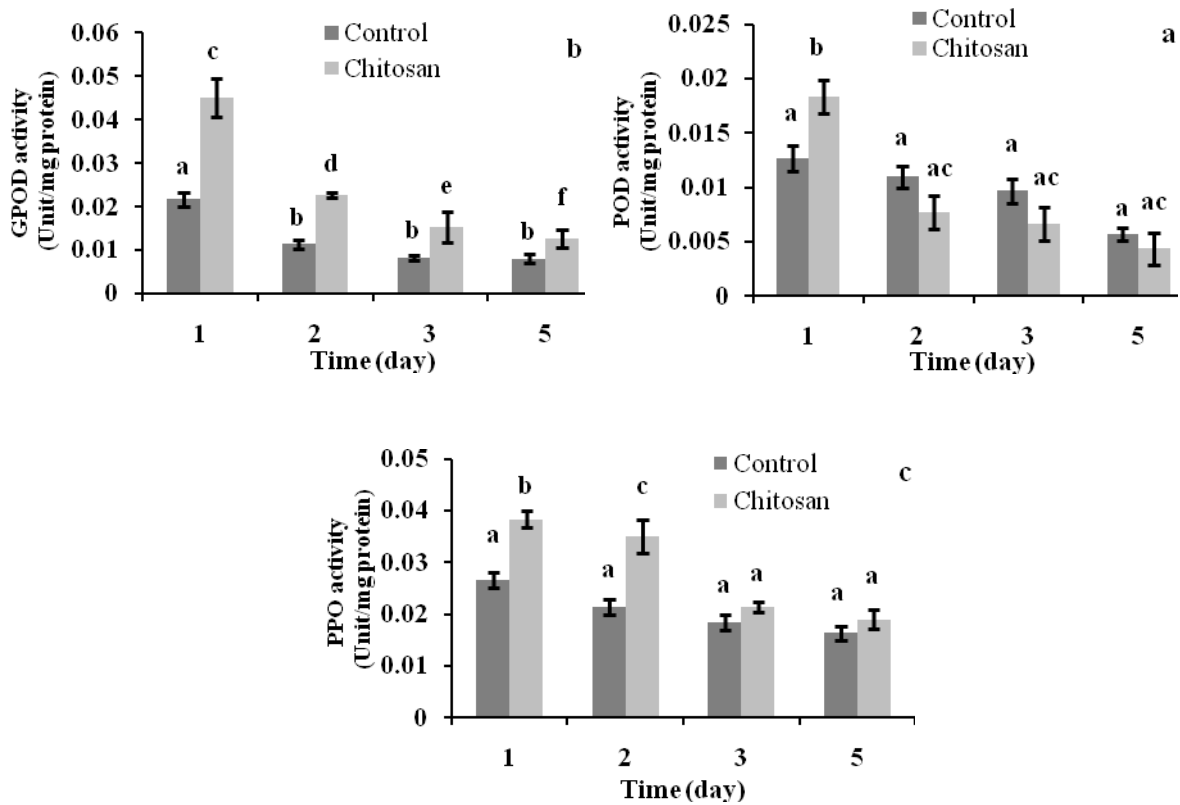 GPOD activity
(Unit/mg protein)
0.06
0.05
0.04
0.03
0.02
0.01
0
Control
Chitosan
b
a c
b d
b e
b f
1 2 3 5
Time (day)
POD activity
(Unit/mg protein)
0.025
0.02
0.015
0.01
0.005
0
Control
Chitosan
a
a b
a ac
a ac
a ac
1 2 3 5
Time (day)
PPO activity
(Unit/mg protein)
0.05
0.04
0.03
0.02
0.01
0
Control
Chitosan
c
a b
a c
a a
a a
1 2 3 5
Time (day)